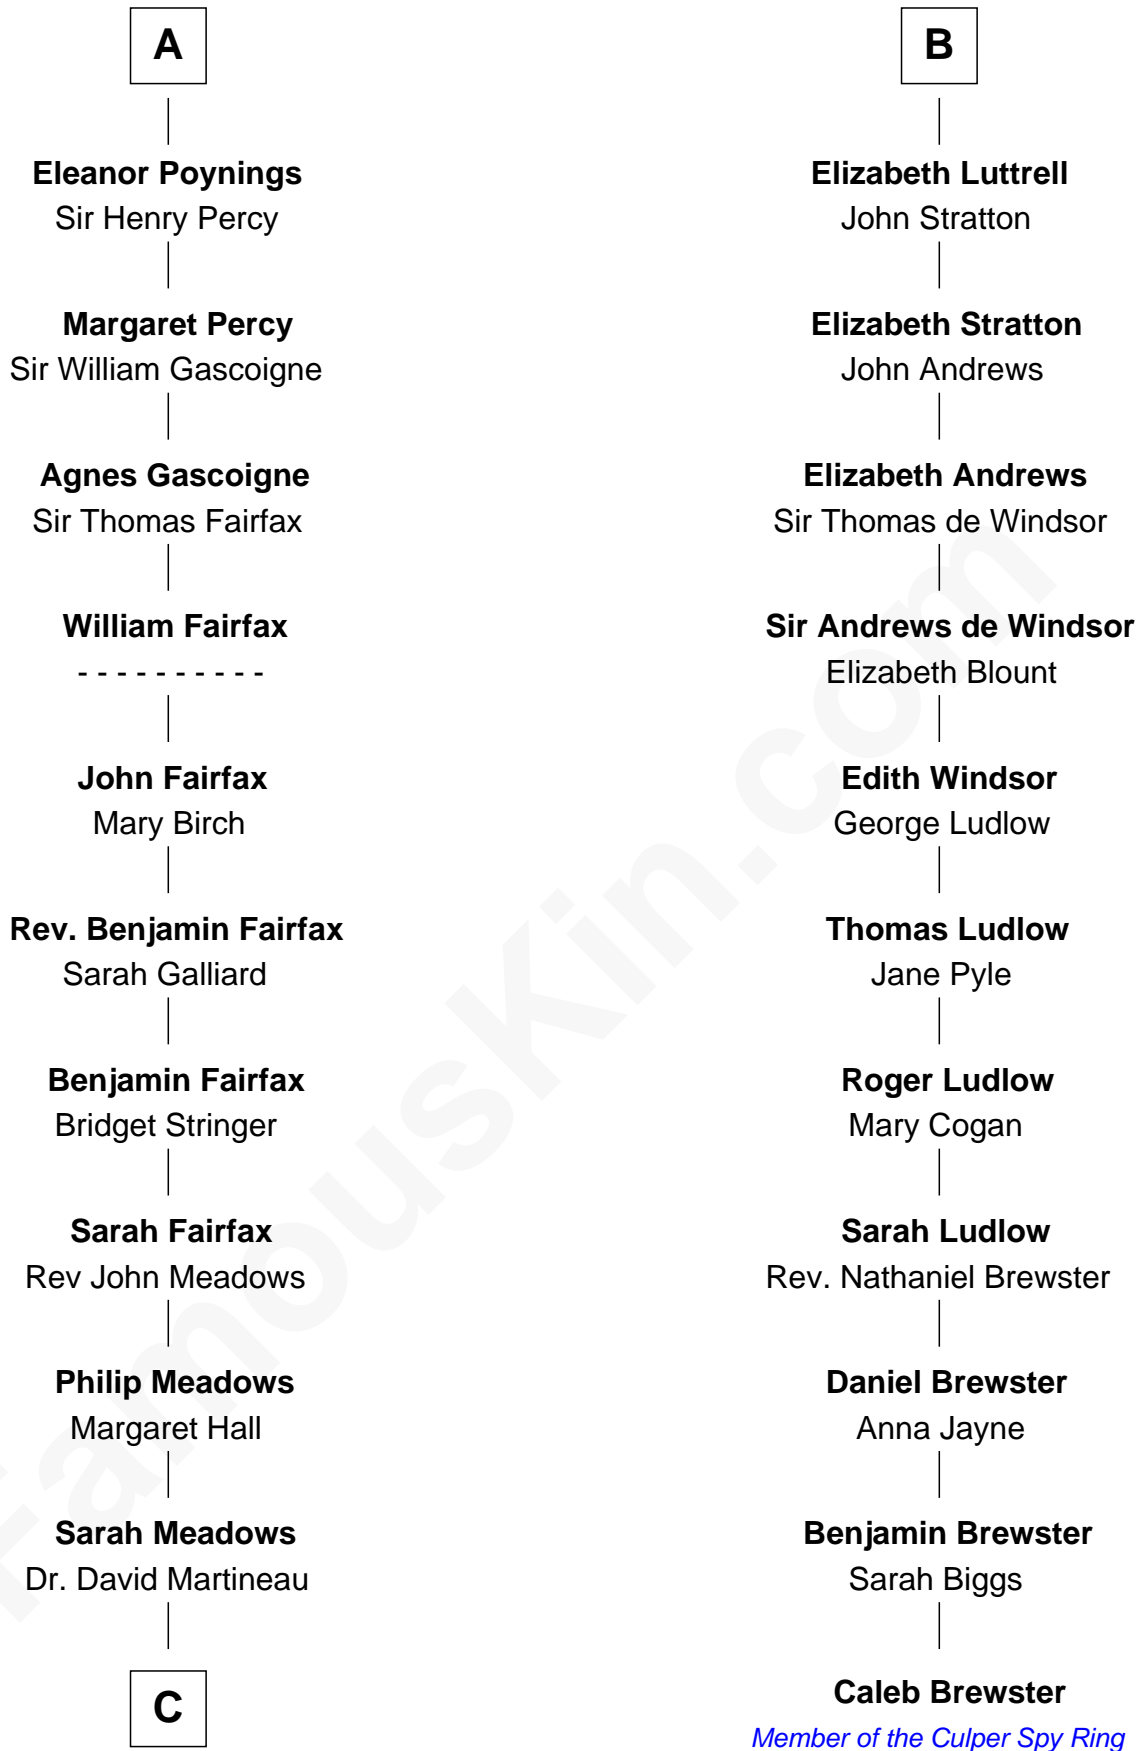 A
Eleanor Poynings
Sir Henry Percy
Margaret Percy
Sir William Gascoigne
Agnes Gascoigne
Sir Thomas Fairfax
William Fairfax
- - - - - - - - - -
John Fairfax
Mary Birch
Rev. Benjamin Fairfax
Sarah Galliard
Benjamin Fairfax
Bridget Stringer
Sarah Fairfax
Rev John Meadows
Philip Meadows
Margaret Hall
Sarah Meadows
Dr. David Martineau
C
B
Elizabeth Luttrell
John Stratton
Elizabeth Stratton
John Andrews
Elizabeth Andrews
Sir Thomas de Windsor
Sir Andrews de Windsor
Elizabeth Blount
Edith Windsor
George Ludlow
Thomas Ludlow
Jane Pyle
Roger Ludlow
Mary Cogan
Sarah Ludlow
Rev. Nathaniel Brewster
Daniel Brewster
Anna Jayne
Benjamin Brewster
Sarah Biggs
Caleb Brewster
Member of the Culper Spy Ring
FamousKin.com